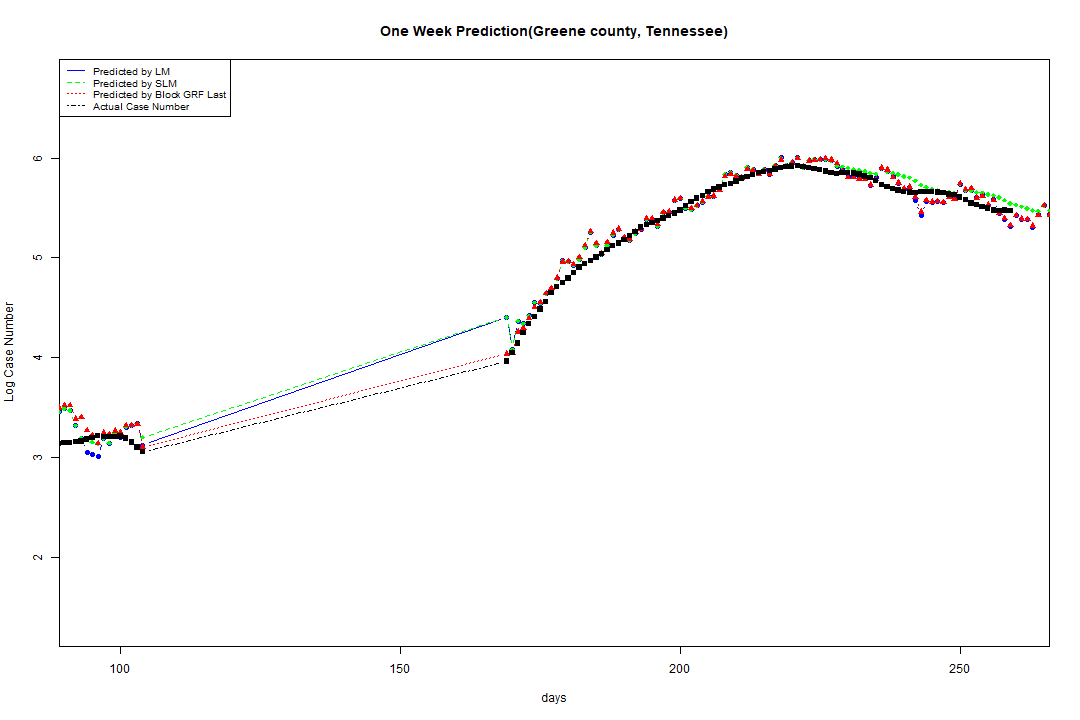 One Week Prediction(Greene county, Tennessee)
Predicted by LM
Predicted by SLM
Predicted by Block GRF Last
Actual Case Number
6
5
4
3
2
Log Case Number
100 150 200 250
days